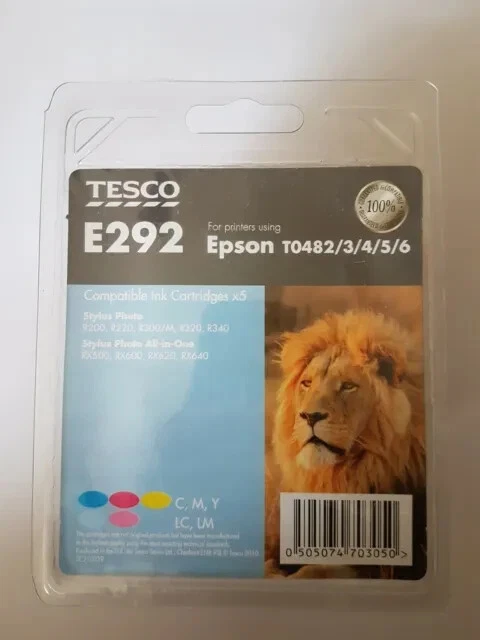 TESCO
E292
For printers using
Epson T0482/3/4/5/6
100%
Compatible Ink Cartridges x5
Stylus Photo
R200, R220, R300/M, R320, R340
Stylus Photo All-in-One
RX500, RX600, RX620, RX640
C, M, Y
LC, LM
0 505074 703050 >